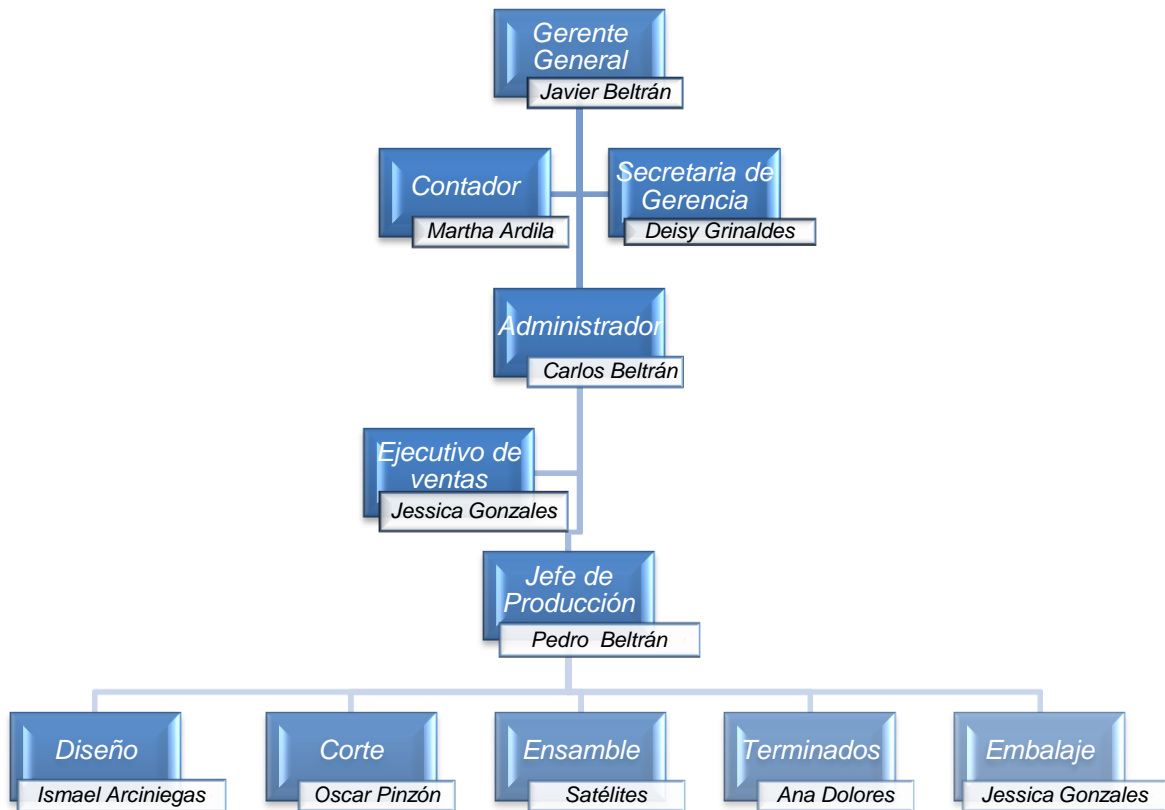 Gerente
General
Javier Beltrán
Contador
Martha Ardila
Secretaria de
Gerencia
Deisy Grinaldes
Administrador
Carlos Beltrán
Ejecutivo de
ventas
Jessica Gonzales
Jefe de
Producción
Pedro Beltrán
Diseño
Ismael Arciniegas
Corte
Oscar Pinzón
Ensamble
Satélites
Terminados
Ana Dolores
Embalaje
Jessica Gonzales